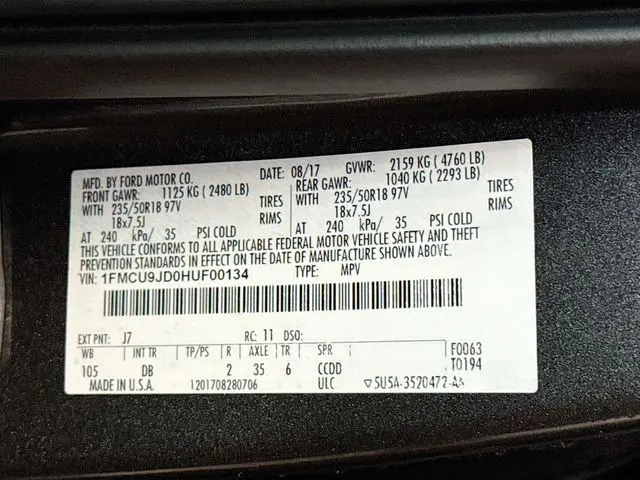 MFD. BY FORD MOTOR CO.
DATE: 08/17 GVWR: 2159 KG ( 4760 LB)
FRONT GAWR: 1125 KG ( 2480 LB) REAR GAWR: 1040 KG ( 2293 LB)
WITH 235/50R18 97V TIRES WITH 235/50R18 97V TIRES
18x7.5J RIMS 18x7.5J RIMS
AT 240 kPa/ 35 PSI COLD AT 240 kPa/ 35 PSI COLD
THIS VEHICLE CONFORMS TO ALL APPLICABLE FEDERAL MOTOR VEHICLE SAFETY AND THEFT
PREVENTION STANDARDS IN EFFECT ON THE DATE OF MANUFACTURE SHOWN ABOVE.
VIN: 1FMCU9JD0HUF00134 TYPE: MPV
EXT PNT: J7 RC: 11 DSO:
WB INT TR TP/PS R AXLE TR SPR F0063
105 DB 2 35 6 CCDD T0194
MADE IN U.S.A. 1201708280706 ULC ▽5U5A-3520472-AA